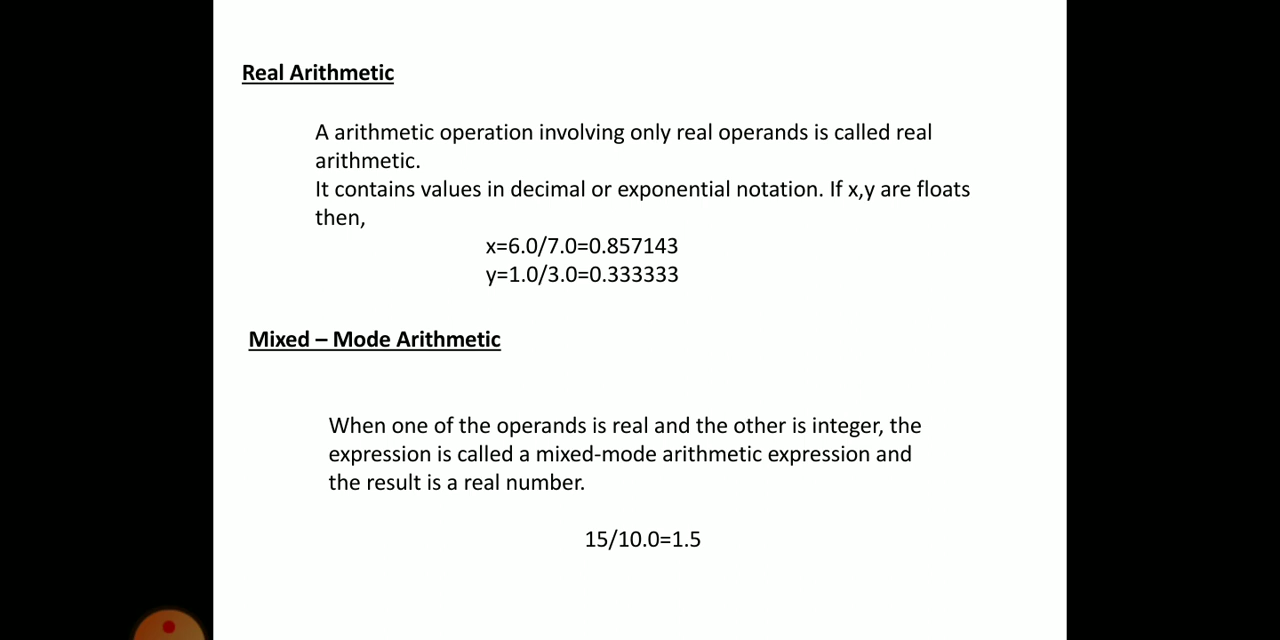 Real Arithmetic
A arithmetic operation involving only real operands is called real
arithmetic.
It contains values in decimal or exponential notation. If x,y are floats
then,
x=6.0/7.0=0.857143
y=1.0/3.0=0.333333
Mixed – Mode Arithmetic
When one of the operands is real and the other is integer, the
expression is called a mixed-mode arithmetic expression and
the result is a real number.
15/10.0=1.5